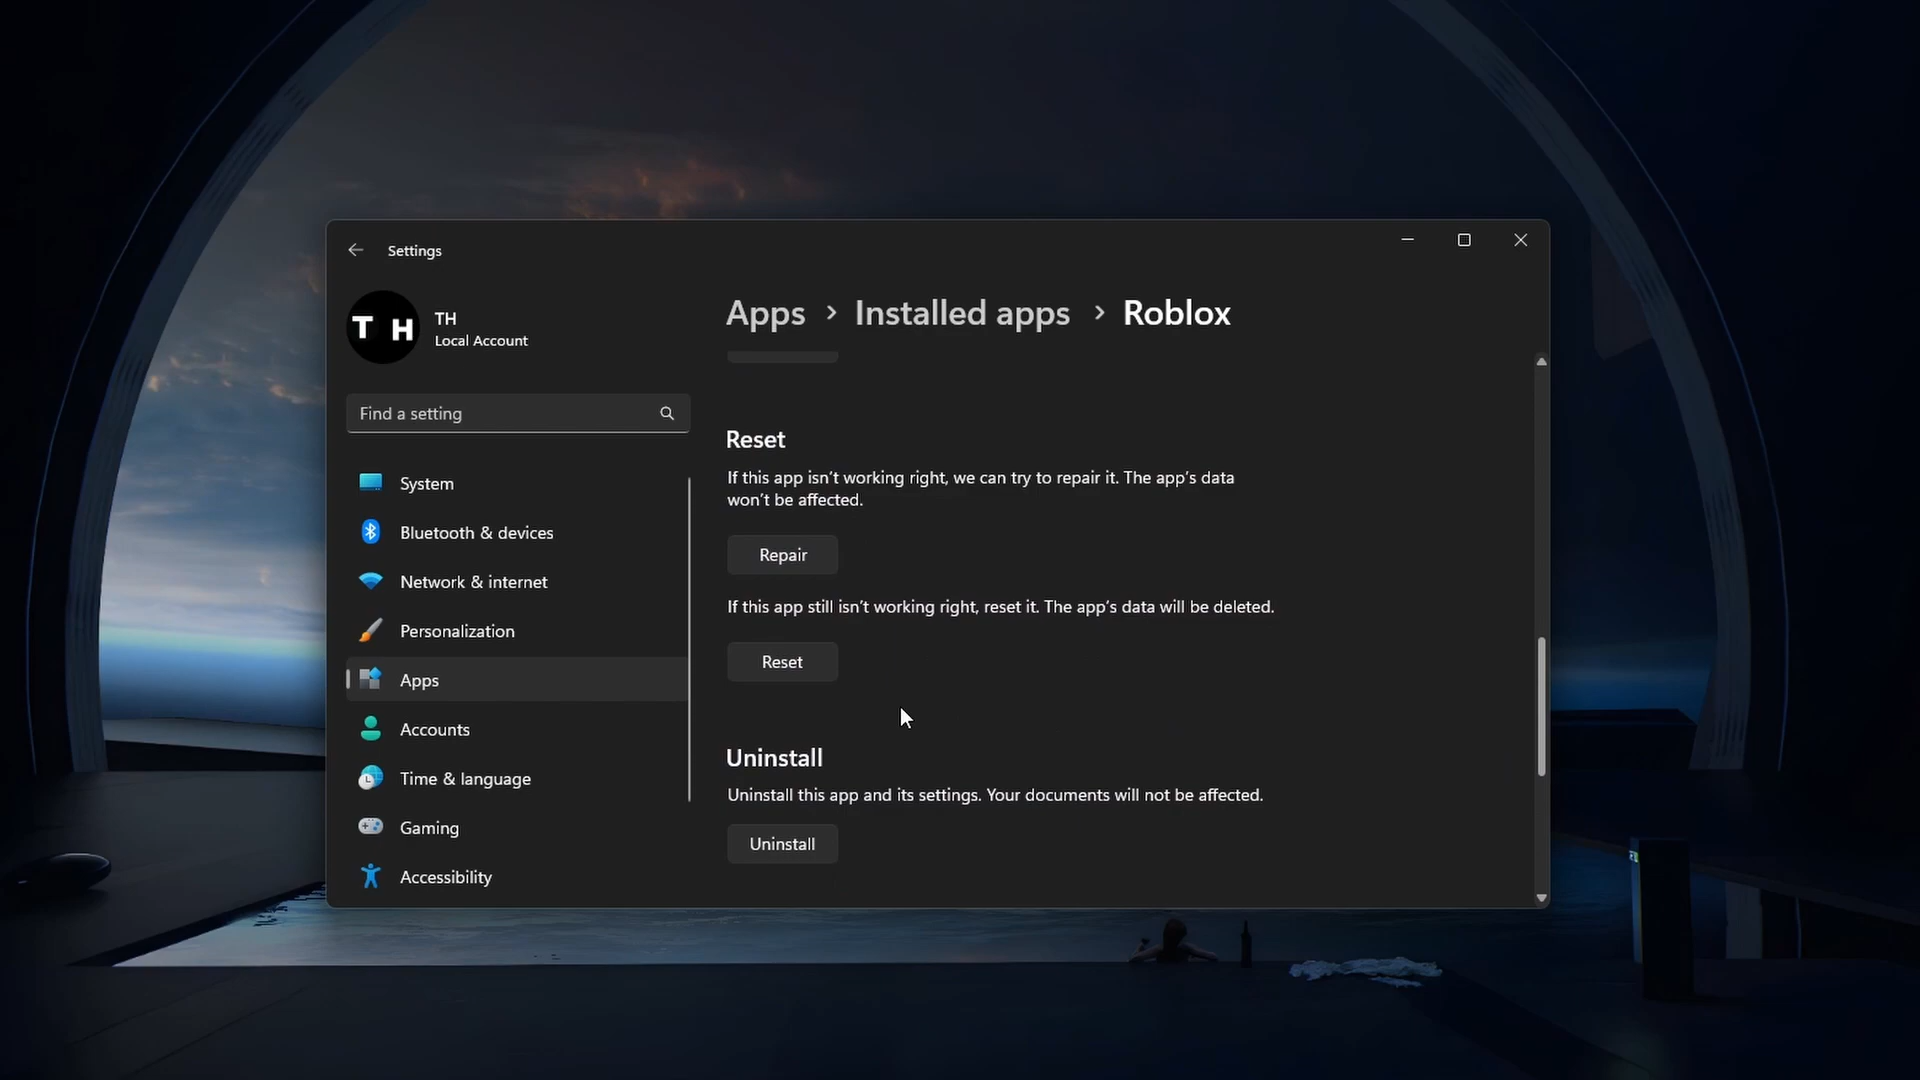 Settings
TH
TH
Local Account
Find a setting
System
Bluetooth & devices
Network & internet
Personalization
Apps
Accounts
Time & language
Gaming
Accessibility
Apps > Installed apps > Roblox
Reset
If this app isn’t working right, we can try to repair it. The app’s data
won’t be affected.
Repair
If this app still isn’t working right, reset it. The app’s data will be deleted.
Reset
Uninstall
Uninstall this app and its settings. Your documents will not be affected.
Uninstall